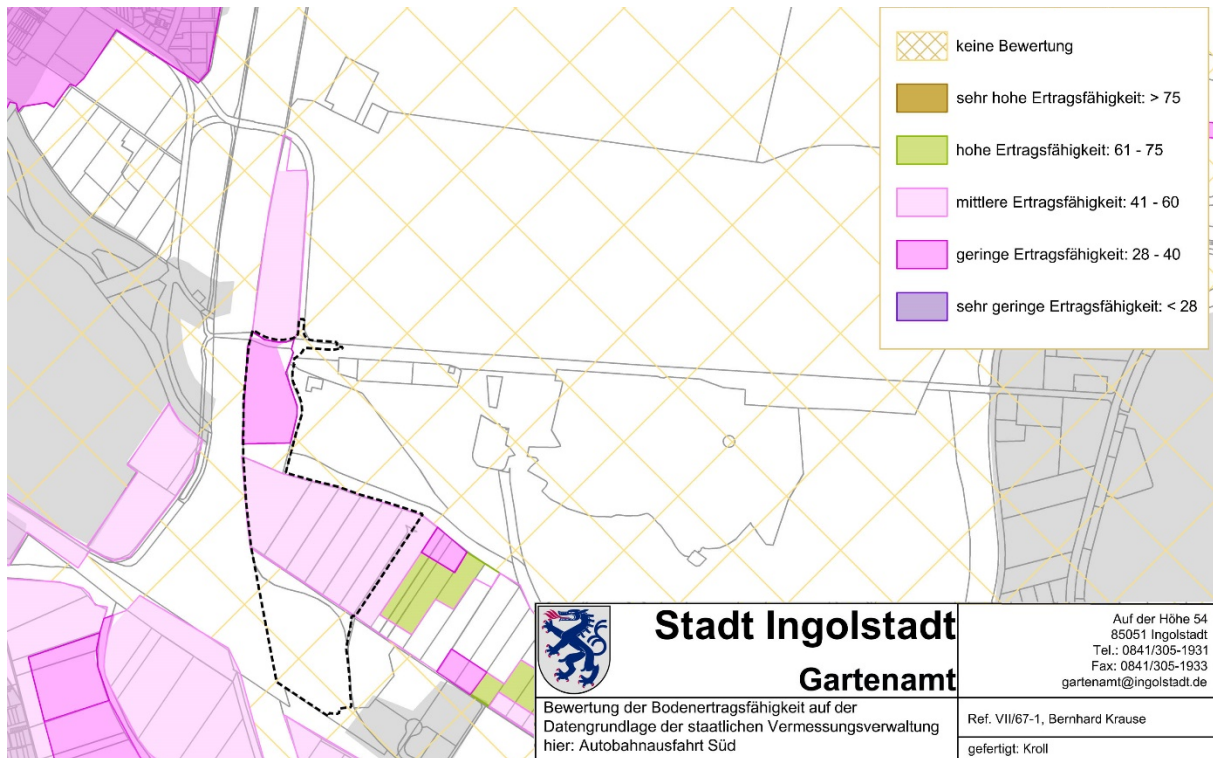 keine Bewertung
sehr hohe Ertragsfähigkeit: > 75
hohe Ertragsfähigkeit: 61 - 75
mittlere Ertragsfähigkeit: 41 - 60
geringe Ertragsfähigkeit: 28 - 40
sehr geringe Ertragsfähigkeit: < 28
Stadt Ingolstadt
Gartenamt
Auf der Höhe 54
85051 Ingolstadt
Tel.: 0841/305-1931
Fax: 0841/305-1933
gartenamt@ingolstadt.de
Bewertung der Bodenertragsfähigkeit auf der
Datengrundlage der staatlichen Vermessungsverwaltung
hier: Autobahnausfahrt Süd
Ref. VII/67-1, Bernhard Krause
gefertigt: Kroll